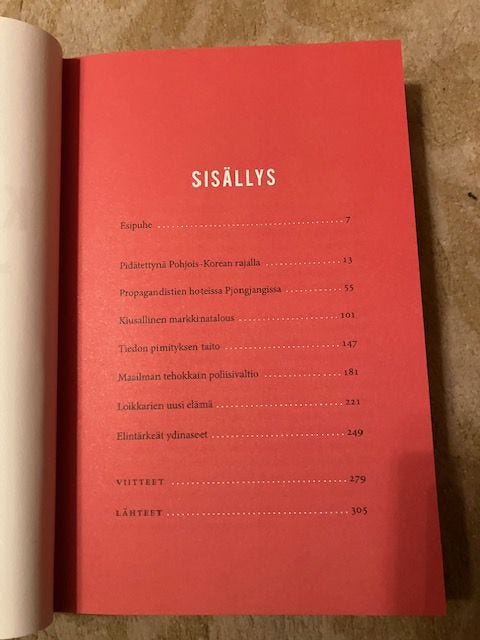 SISÄLLYS
Esipuhe 7
Pidätettynä Pohjois-Korean rajalla 13
Propagandistien hoteissa Pjongjangissa 55
Kiusallinen markkinatalous 101
Tiedon pimityksen taito 147
Maailman tehokkain poliisivaltio 181
Loikkarien uusi elämä 221
Elintärkeät ydinaseet 249
VIITTEET 279
LÄHTEET 305